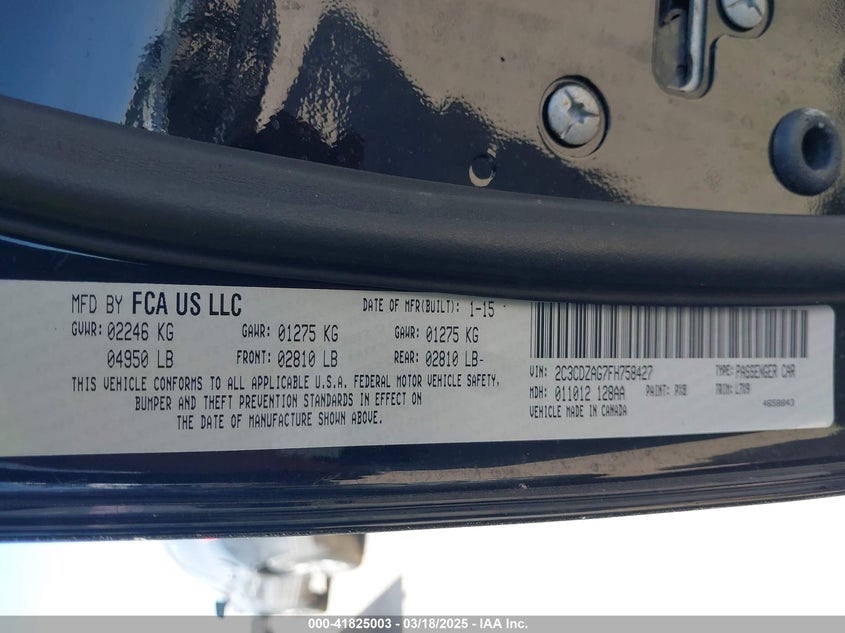 MFD BY FCA US LLC DATE OF MFR(BUILT): 1-15
GVWR: 02246 KG GAWR: 01275 KG GAWR: 01275 KG
04950 LB FRONT: 02810 LB REAR: 02810 LB-
THIS VEHICLE CONFORMS TO ALL APPLICABLE U.S.A. FEDERAL MOTOR VEHICLE SAFETY,
BUMPER AND THEFT PREVENTION STANDARDS IN EFFECT ON
THE DATE OF MANUFACTURE SHOWN ABOVE.
VIN: 2C3CDZAG7FH758427 TYPE: PASSENGER CAR
MDH: 011012 128AA PAINT: PX8 TRIM: L7X9
VEHICLE MADE IN CANADA 4658843
000-41825003 — 03/18/2025 — IAA Inc.